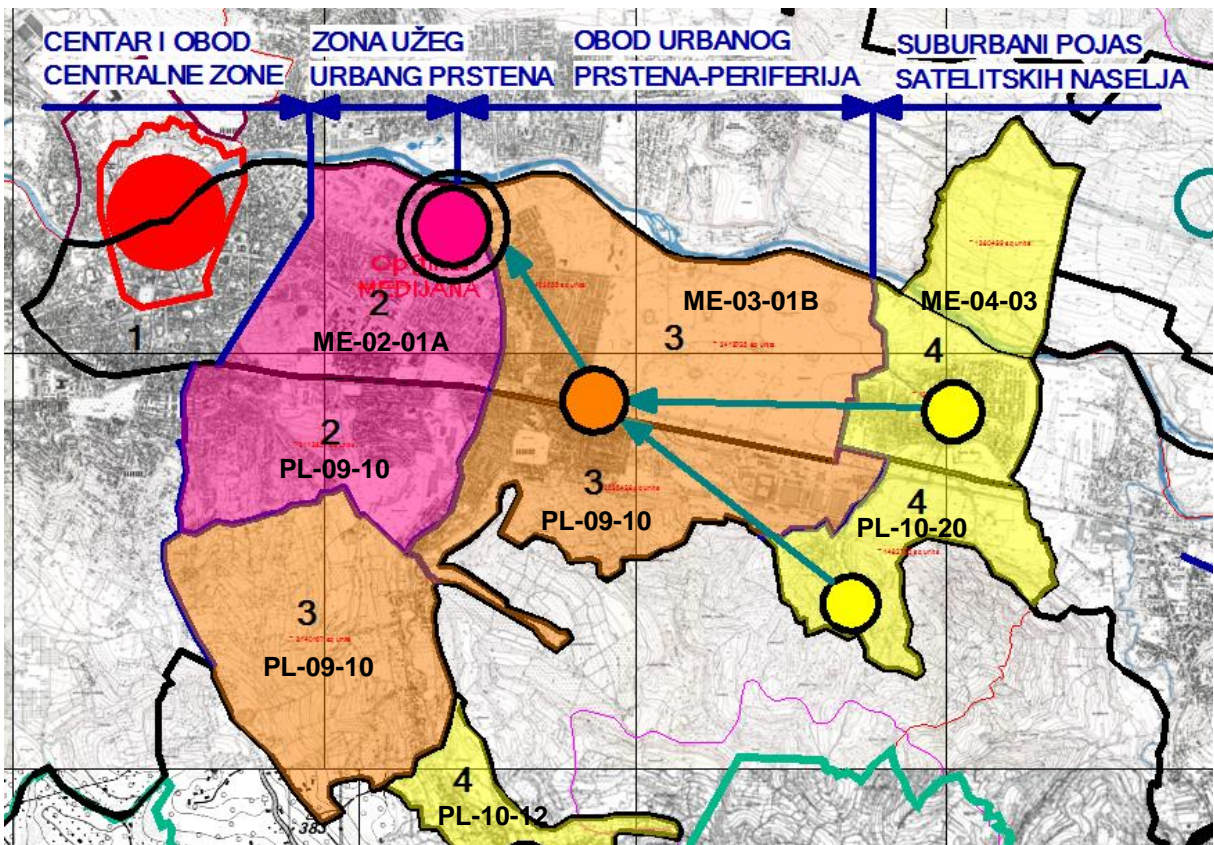 CENTAR I OBOD
CENTRALNE ZONE
ZONA UŽEG
URBANG PRSTENA
OBOD URBANOG
PRSTENA-PERIFERIJA
SUBURBANI POJAS
SATELITSKIH NASELJA
MEDIJANA
2
ME-02-01A
1
ME-03-01B
3
ME-04-03
4
2
PL-09-10
3
PL-09-10
4
PL-10-20
3
PL-09-10
4
PL-10-12
383